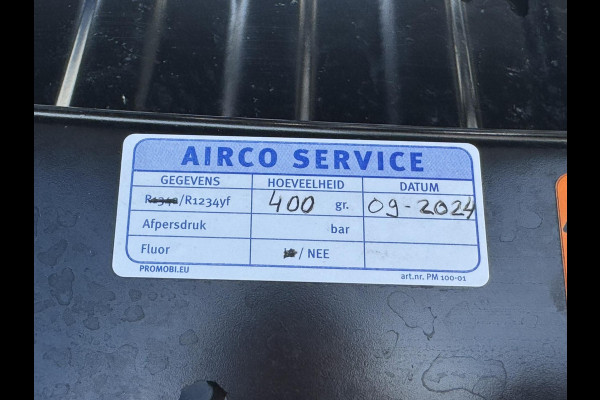 AIRCO SERVICE
GEGEVENS HOEVEELHEID DATUM
R134a/R1234yf 400 gr. 09-2024
Afpersdruk bar
Fluor / NEE
PROMOBI.EU art.nr. PM 100-01